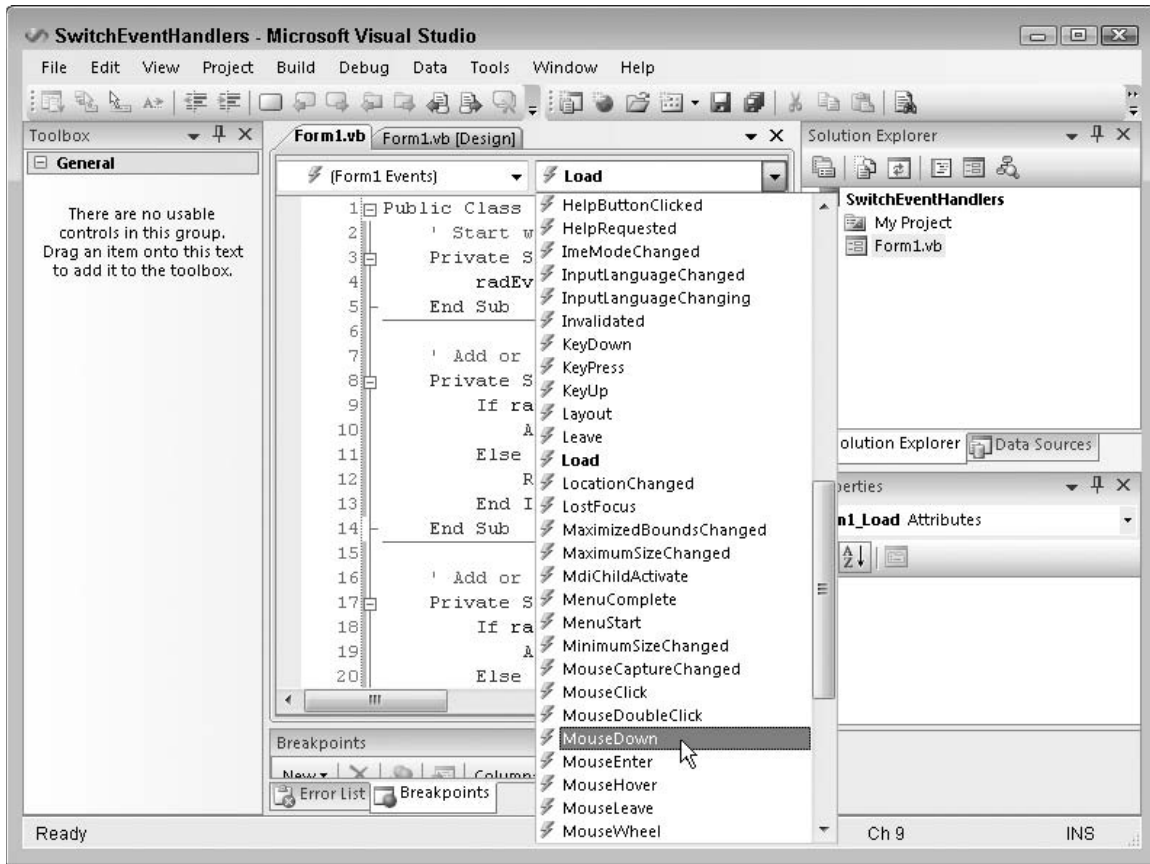 SwitchEventHandlers - Microsoft Visual Studio
File Edit View Project Build Debug Data Tools Window Help
Toolbox
General
There are no usable
controls in this group.
Drag an item onto this text
to add it to the toolbox.
Form1.vb Form1.vb [Design]
(Form1 Events) Load
1 Public Class
2 ' Start w
3 Private S
4 radEv
5 End Sub
6
7 ' Add or
8 Private S
9 If ra
10 A
11 Else
12 R
13 End I
14 End Sub
15
16 ' Add or
17 Private S
18 If ra
19 A
20 Else
HelpButtonClicked
HelpRequested
ImeModeChanged
InputLanguageChanged
InputLanguageChanging
Invalidated
KeyDown
KeyPress
KeyUp
Layout
Leave
Load
LocationChanged
LostFocus
MaximizedBoundsChanged
MaximumSizeChanged
MdiChildActivate
MenuComplete
MenuStart
MinimumSizeChanged
MouseCaptureChanged
MouseClick
MouseDoubleClick
MouseDown
MouseEnter
MouseHover
MouseLeave
MouseWheel
Breakpoints
New Column
Error List Breakpoints
Solution Explorer
SwitchEventHandlers
My Project
Form1.vb
olution Explorer Data Sources
perties
m1_Load Attributes
Ready Ch 9 INS